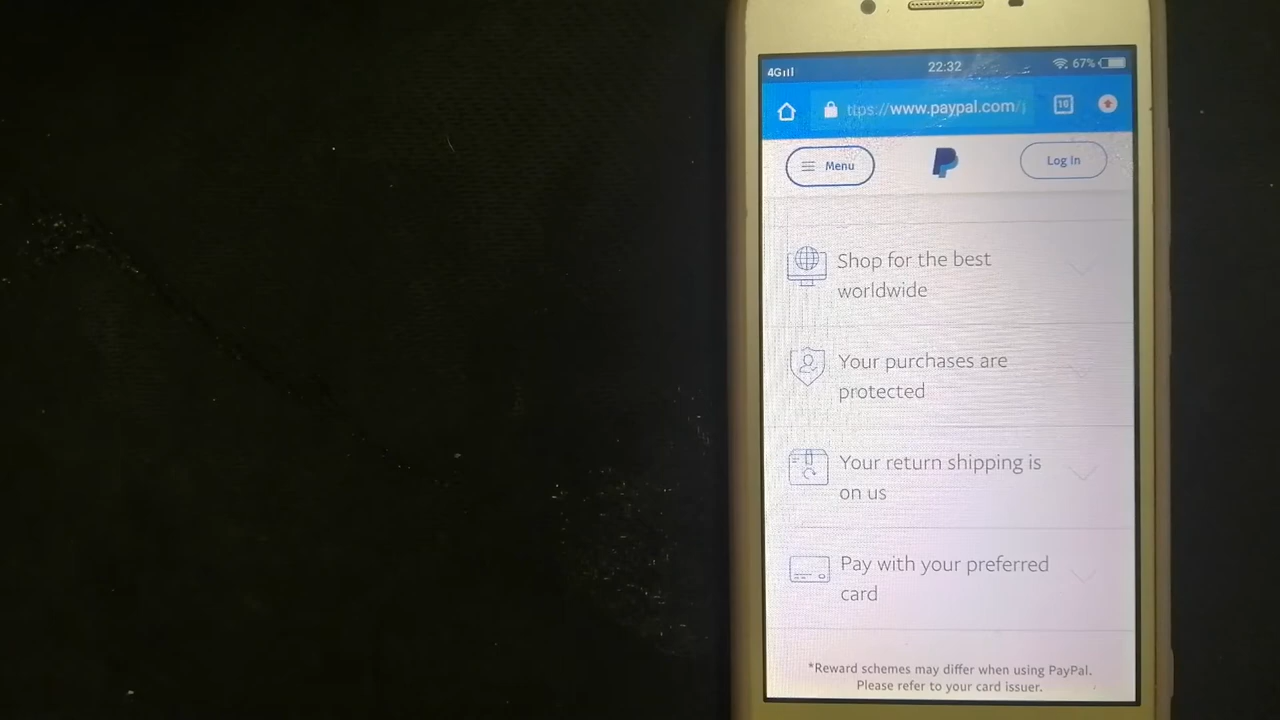 4G 22:32 67%
ttps://www.paypal.com/ 10
Menu Log In
Shop for the best
worldwide
Your purchases are
protected
Your return shipping is
on us
Pay with your preferred
card
*Reward schemes may differ when using PayPal.
Please refer to your card issuer.